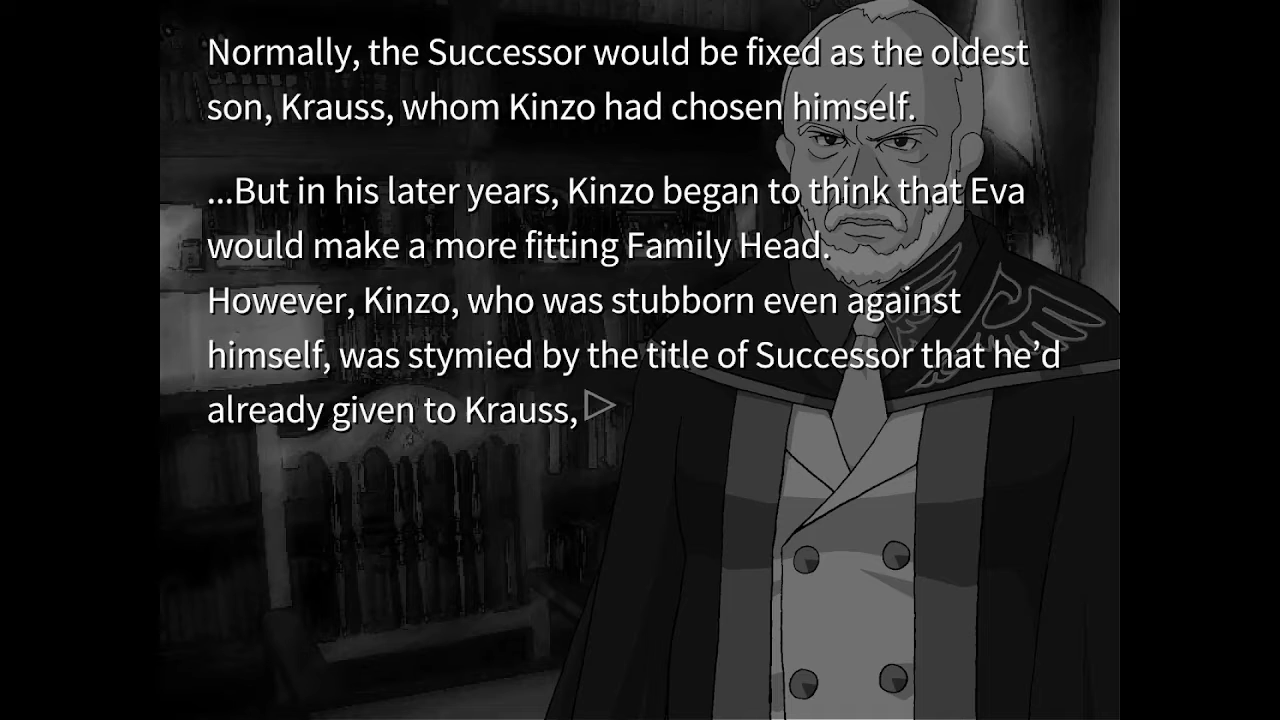 Normally, the Successor would be fixed as the oldest
son, Krauss, whom Kinzo had chosen himself.
...But in his later years, Kinzo began to think that Eva
would make a more fitting Family Head.
However, Kinzo, who was stubborn even against
himself, was stymied by the title of Successor that he’d
already given to Krauss,